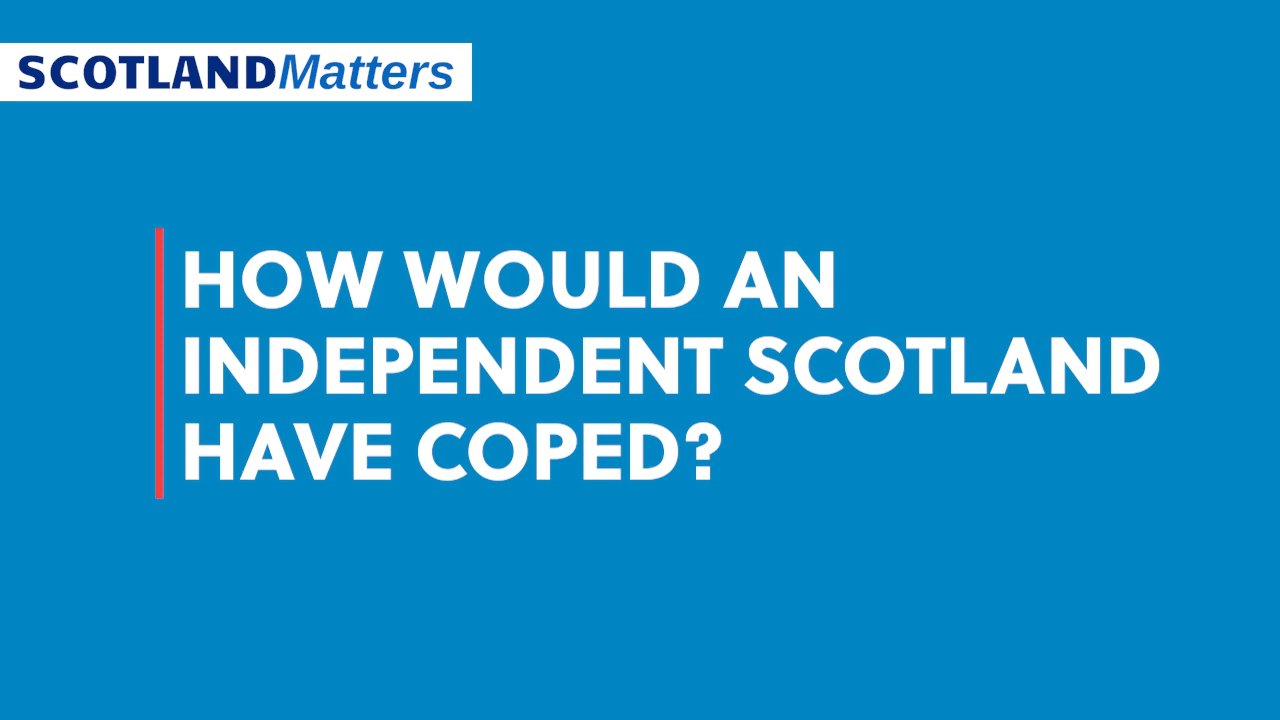 SCOTLANDMatters
HOW WOULD AN
INDEPENDENT SCOTLAND
HAVE COPED?